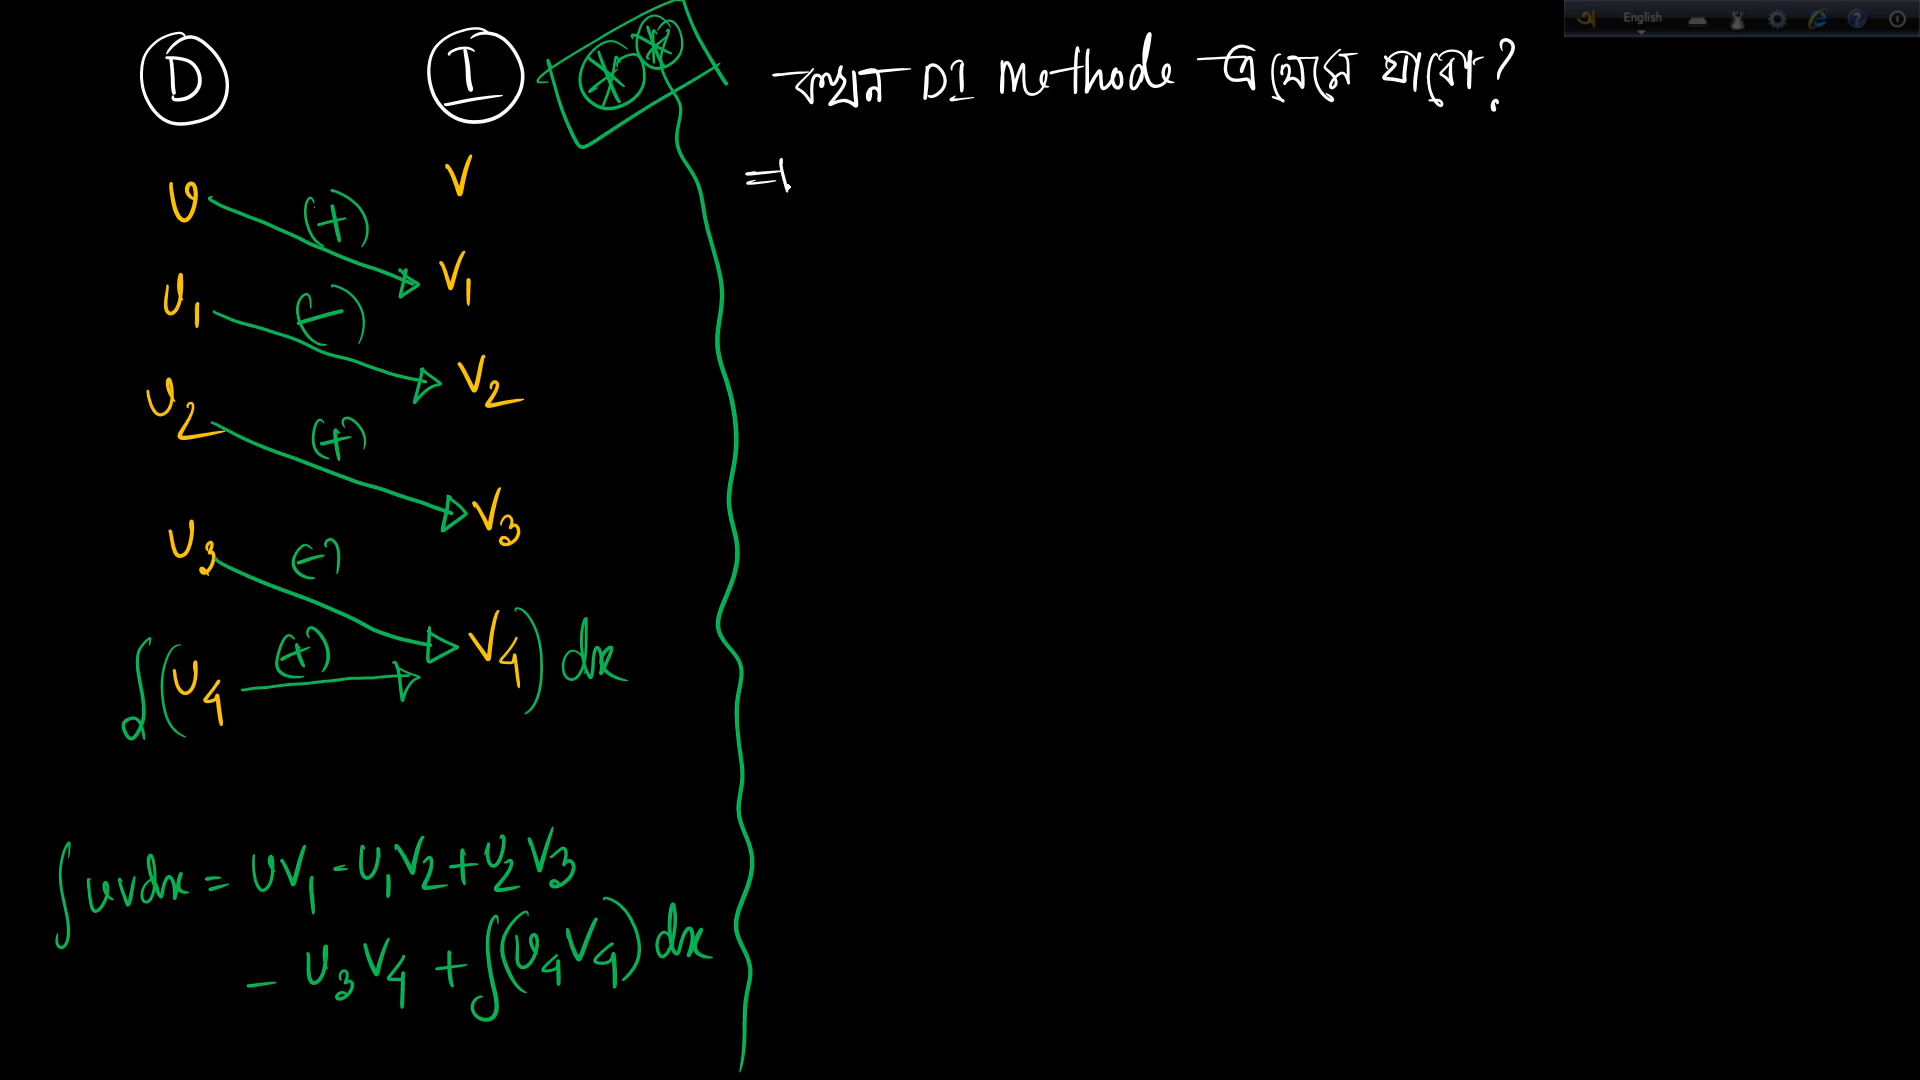 D I
U (+) V
U₁ (-) V₁
U₂ (+) V₂
U₃ (-) V₃
∫(U₄ (+) V₄) dx
∫uvdx = UV₁ - U₁V₂ + U₂V₃
- U₃V₄ + ∫(U₄V₄) dx
কখন DI Methode এ থেমে যাবো?
⇒
English